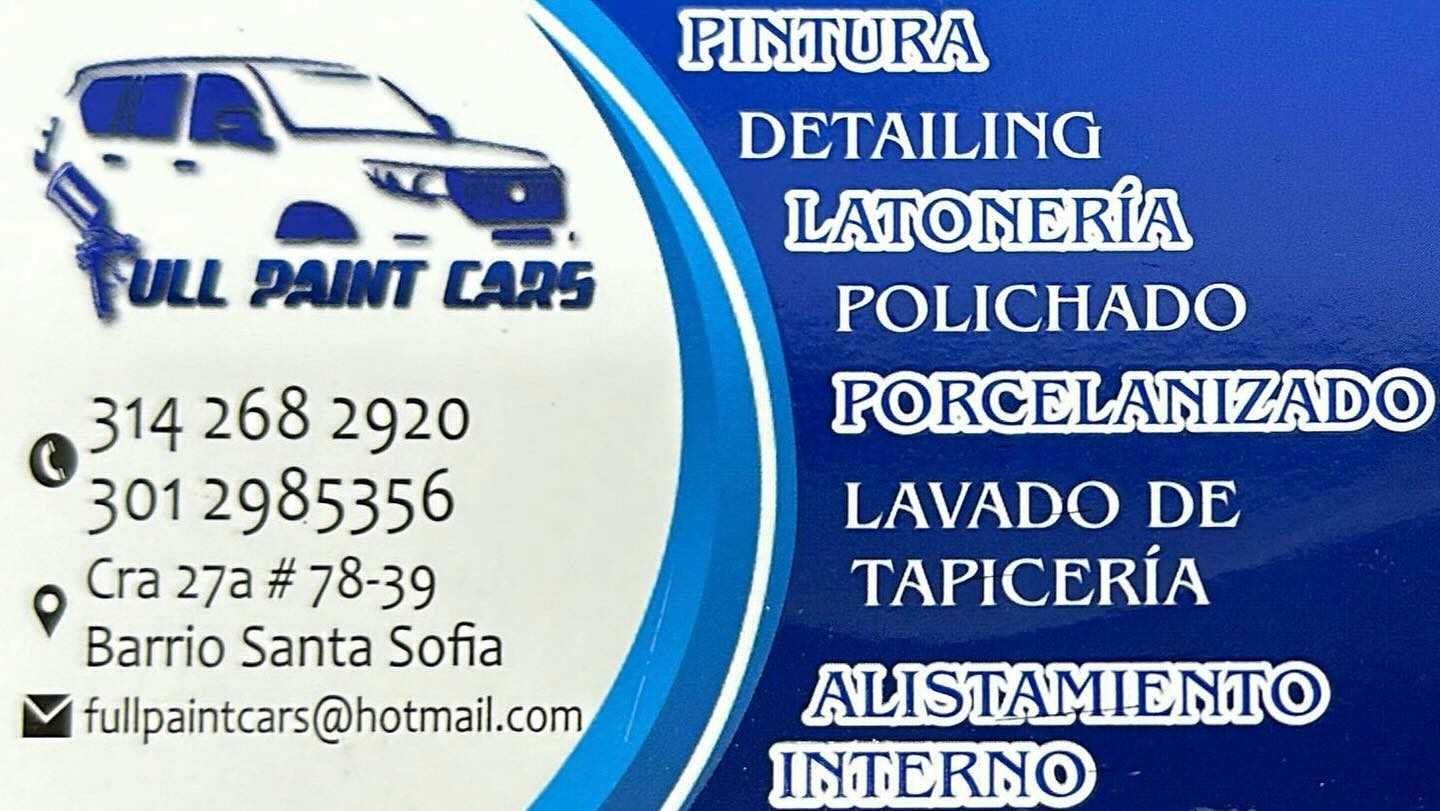 FULL PAINT CARS
314 268 2920
301 2985356
Cra 27a # 78-39
Barrio Santa Sofia
fullpaintcars@hotmail.com
PINTURA
DETAILING
LATONERÍA
POLICHADO
PORCELANIZADO
LAVADO DE
TAPICERÍA
ALISTAMIENTO
INTERNO